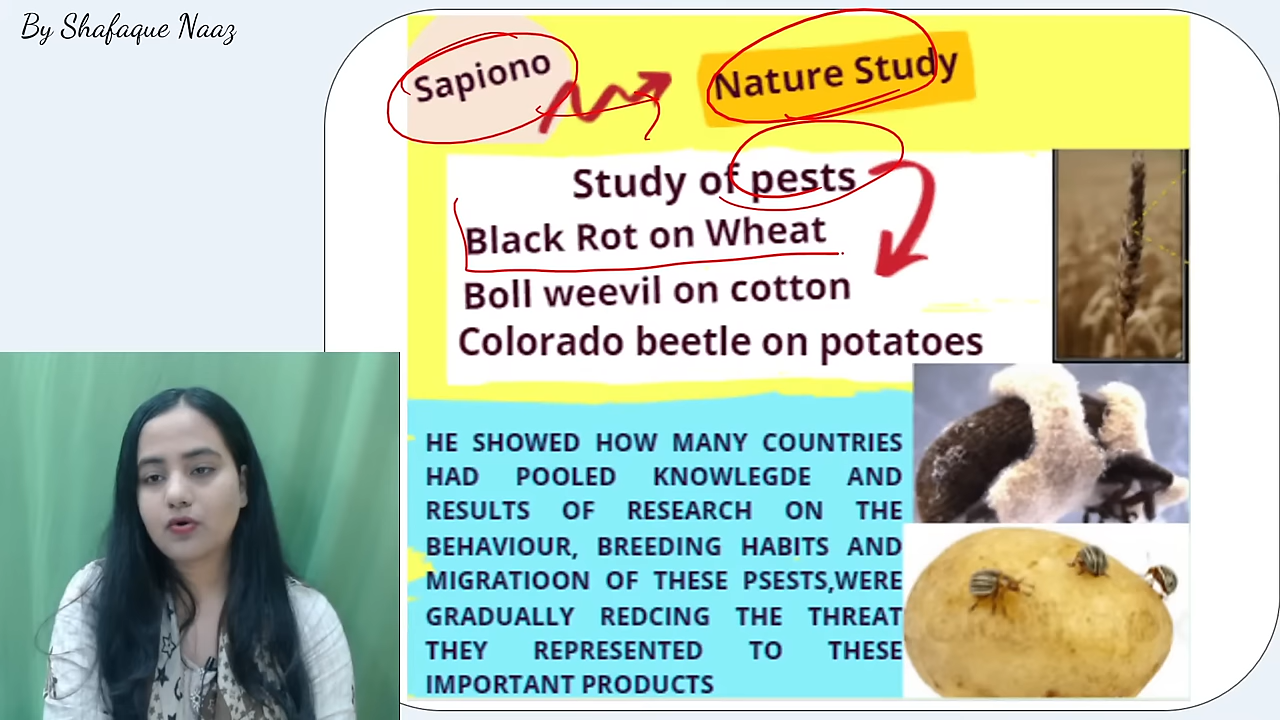 By Shafaque Naaz
Sapiono
Nature Study
Study of pests
Black Rot on Wheat
Boll weevil on cotton
Colorado beetle on potatoes
HE SHOWED HOW MANY COUNTRIES
HAD POOLED KNOWLEGDE AND
RESULTS OF RESEARCH ON THE
BEHAVIOUR, BREEDING HABITS AND
MIGRATIOON OF THESE PSESTS,WERE
GRADUALLY REDCING THE THREAT
THEY REPRESENTED TO THESE
IMPORTANT PRODUCTS